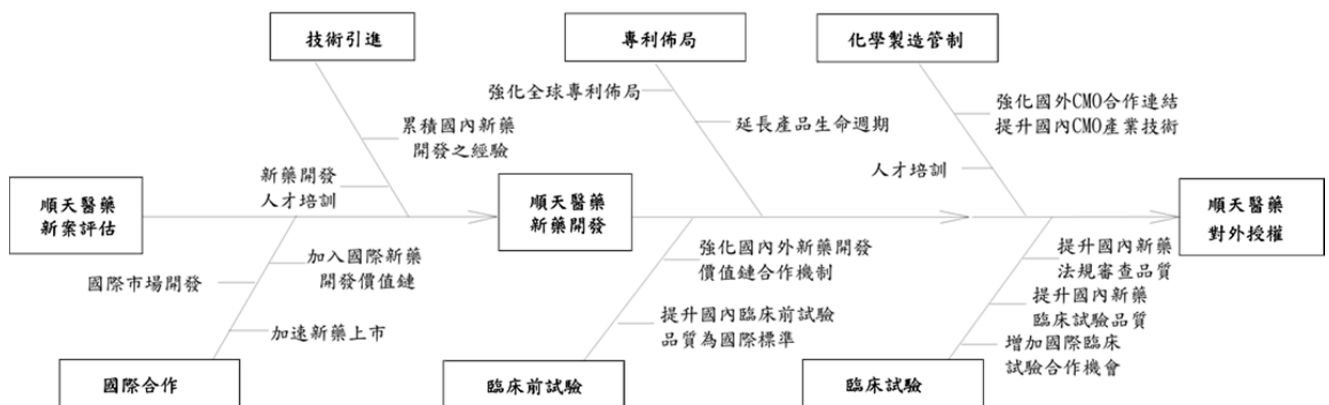 技術引進
專利佈局
化學製造管制
強化全球專利佈局
強化國外CMO合作連結
提升國內CMO產業技術
累積國內新藥
開發之經驗
延長產品生命週期
新藥開發
人才培訓
人才培訓
順天醫藥
新案評估
順天醫藥
新藥開發
順天醫藥
對外授權
加入國際新藥
開發價值鏈
國際市場開發
加速新藥上市
強化國內外新藥開發
價值鏈合作機制
提升國內臨床前試驗
品質為國際標準
提升國內新藥
法規審查品質
提升國內新藥
臨床試驗品質
增加國際臨床
試驗合作機會
國際合作
臨床前試驗
臨床試驗